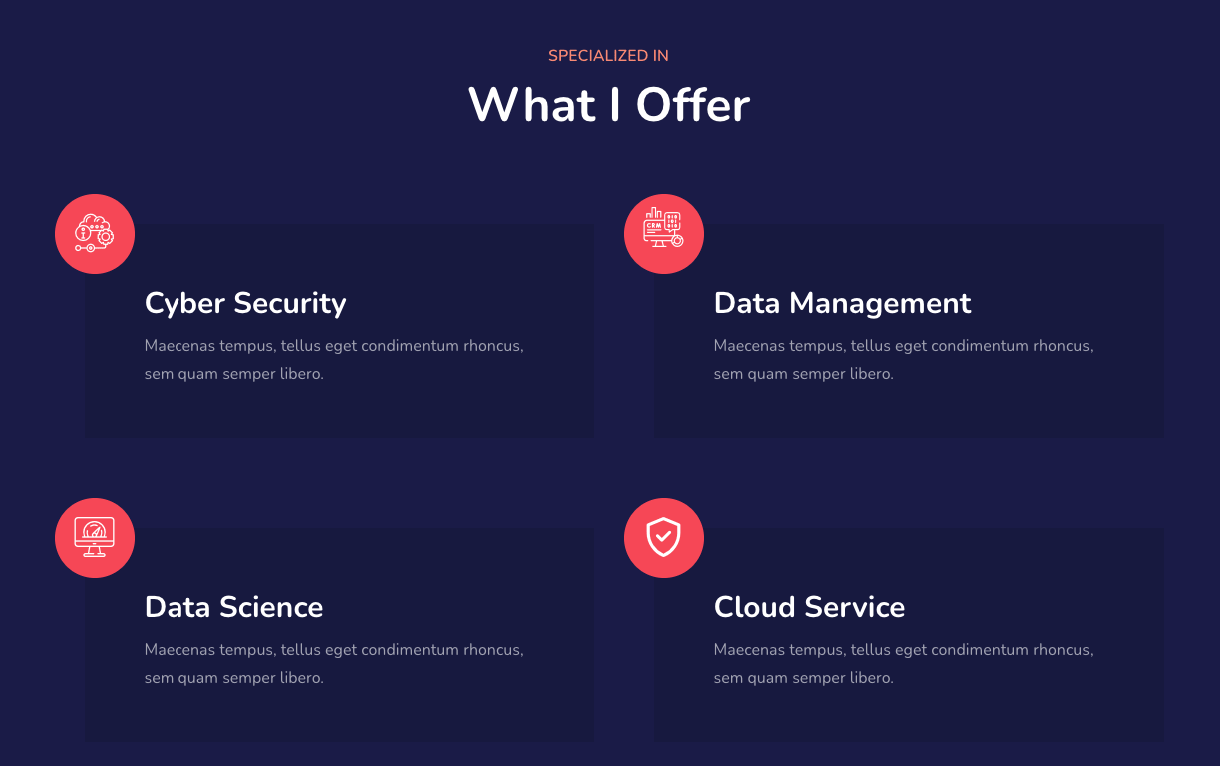 SPECIALIZED IN
What I Offer
Cyber Security
Maecenas tempus, tellus eget condimentum rhoncus,
sem quam semper libero.
CRM
Data Management
Maecenas tempus, tellus eget condimentum rhoncus,
sem quam semper libero.
Data Science
Maecenas tempus, tellus eget condimentum rhoncus,
sem quam semper libero.
Cloud Service
Maecenas tempus, tellus eget condimentum rhoncus,
sem quam semper libero.